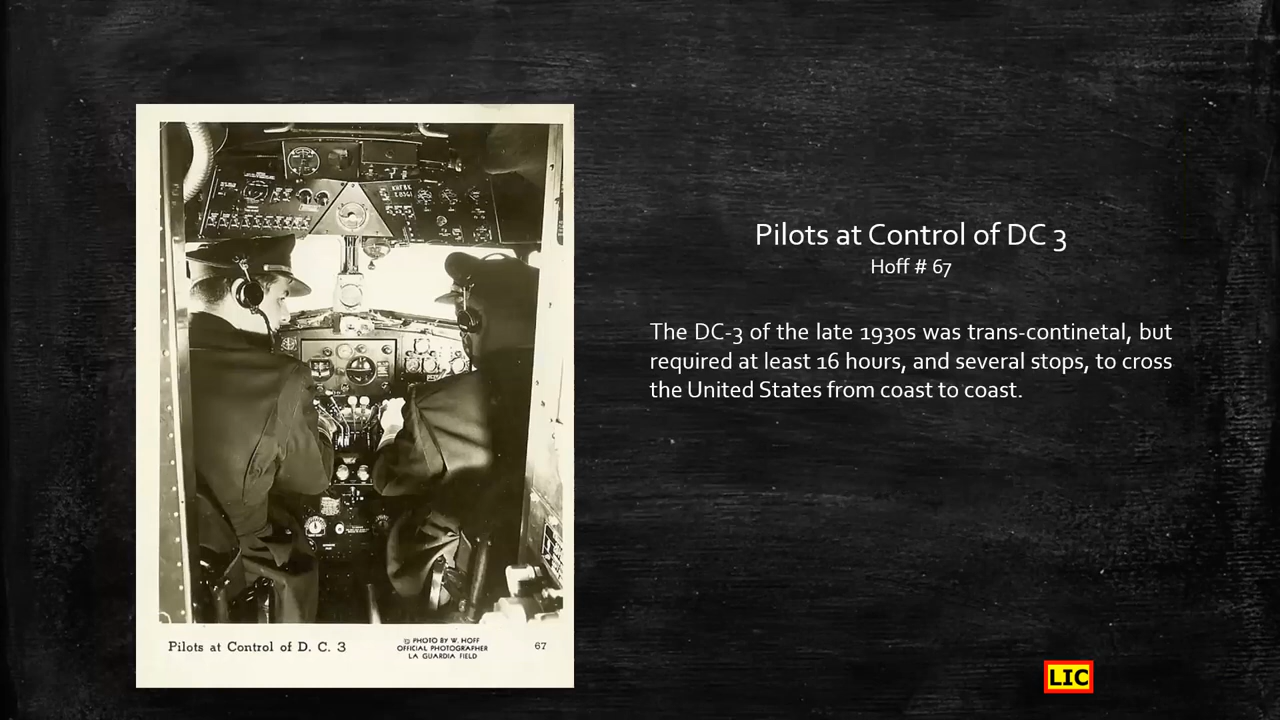 Pilots at Control of DC 3
Hoff # 67
The DC-3 of the late 1930s was trans-continetal, but
required at least 16 hours, and several stops, to cross
the United States from coast to coast.
Pilots at Control of D. C. 3
© PHOTO BY W. HOFF
OFFICIAL PHOTOGRAPHER
LA GUARDIA FIELD
67
LIC